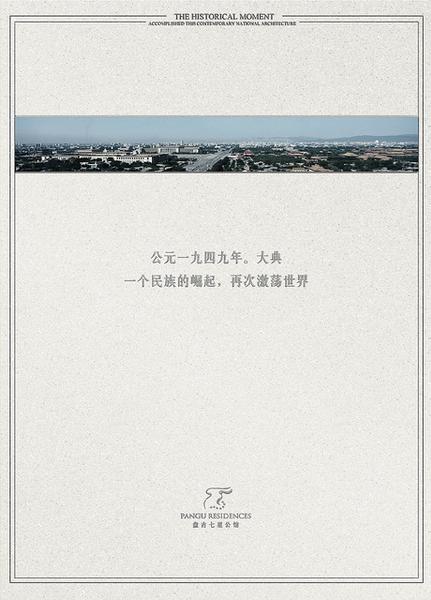 THE HISTORICAL MOMENT
ACCOMPLISHED THIS CONTEMPORARY NATIONAL ARCHITECTURE
公元一九四九年。大典
一个民族的崛起，再次激荡世界
PANGU RESIDENCES
盘古七星公馆